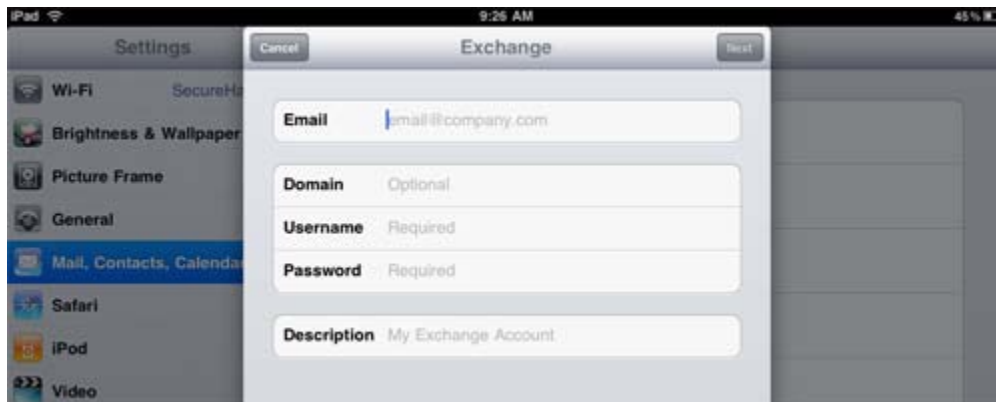 iPad 9:26 AM 45%
Settings
Cancel Exchange Next
Wi-Fi
Brightness & Wallpaper
Picture Frame
General
Mail, Contacts, Calenda
Safari
iPod
Video
Email email@company.com
Domain Optional
Username Required
Password Required
Description My Exchange Account